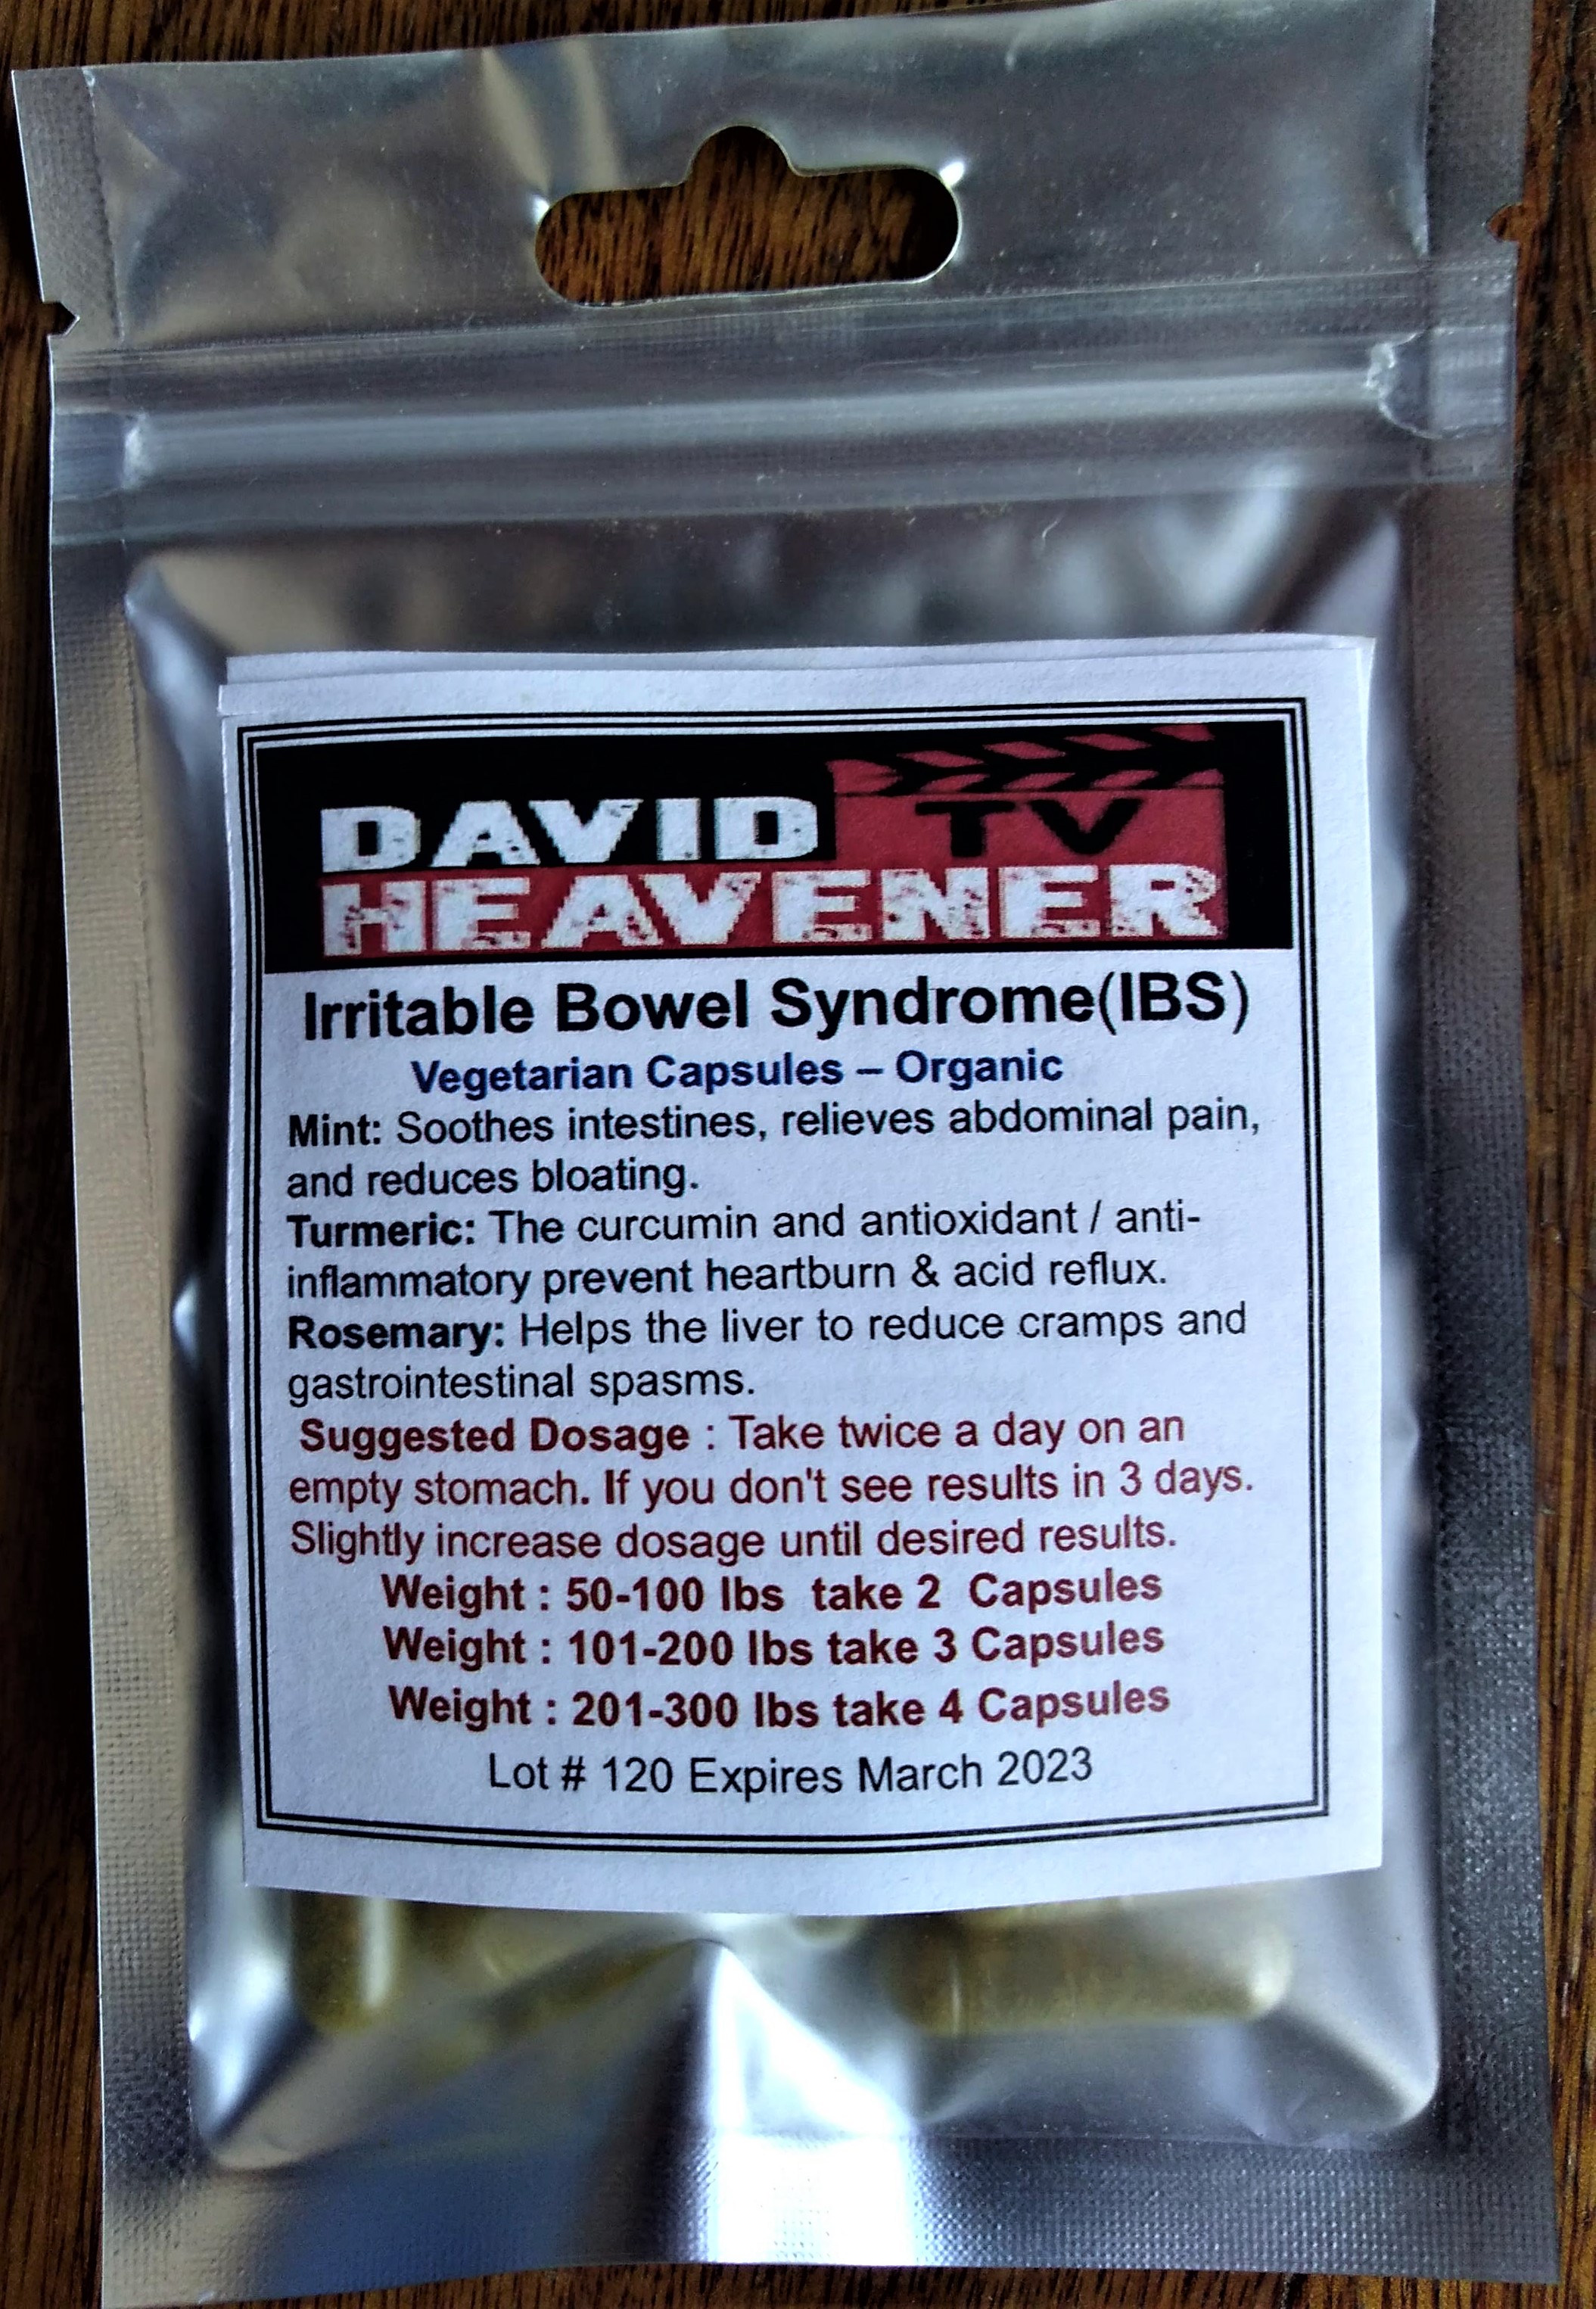 DAVID TV
HEAVENER
Irritable Bowel Syndrome(IBS)
Vegetarian Capsules – Organic
Mint: Soothes intestines, relieves abdominal pain,
and reduces bloating.
Turmeric: The curcumin and antioxidant / anti-
inflammatory prevent heartburn & acid reflux.
Rosemary: Helps the liver to reduce cramps and
gastrointestinal spasms.
Suggested Dosage : Take twice a day on an
empty stomach. If you don't see results in 3 days.
Slightly increase dosage until desired results.
Weight : 50-100 lbs take 2 Capsules
Weight : 101-200 lbs take 3 Capsules
Weight : 201-300 lbs take 4 Capsules
Lot # 120 Expires March 2023